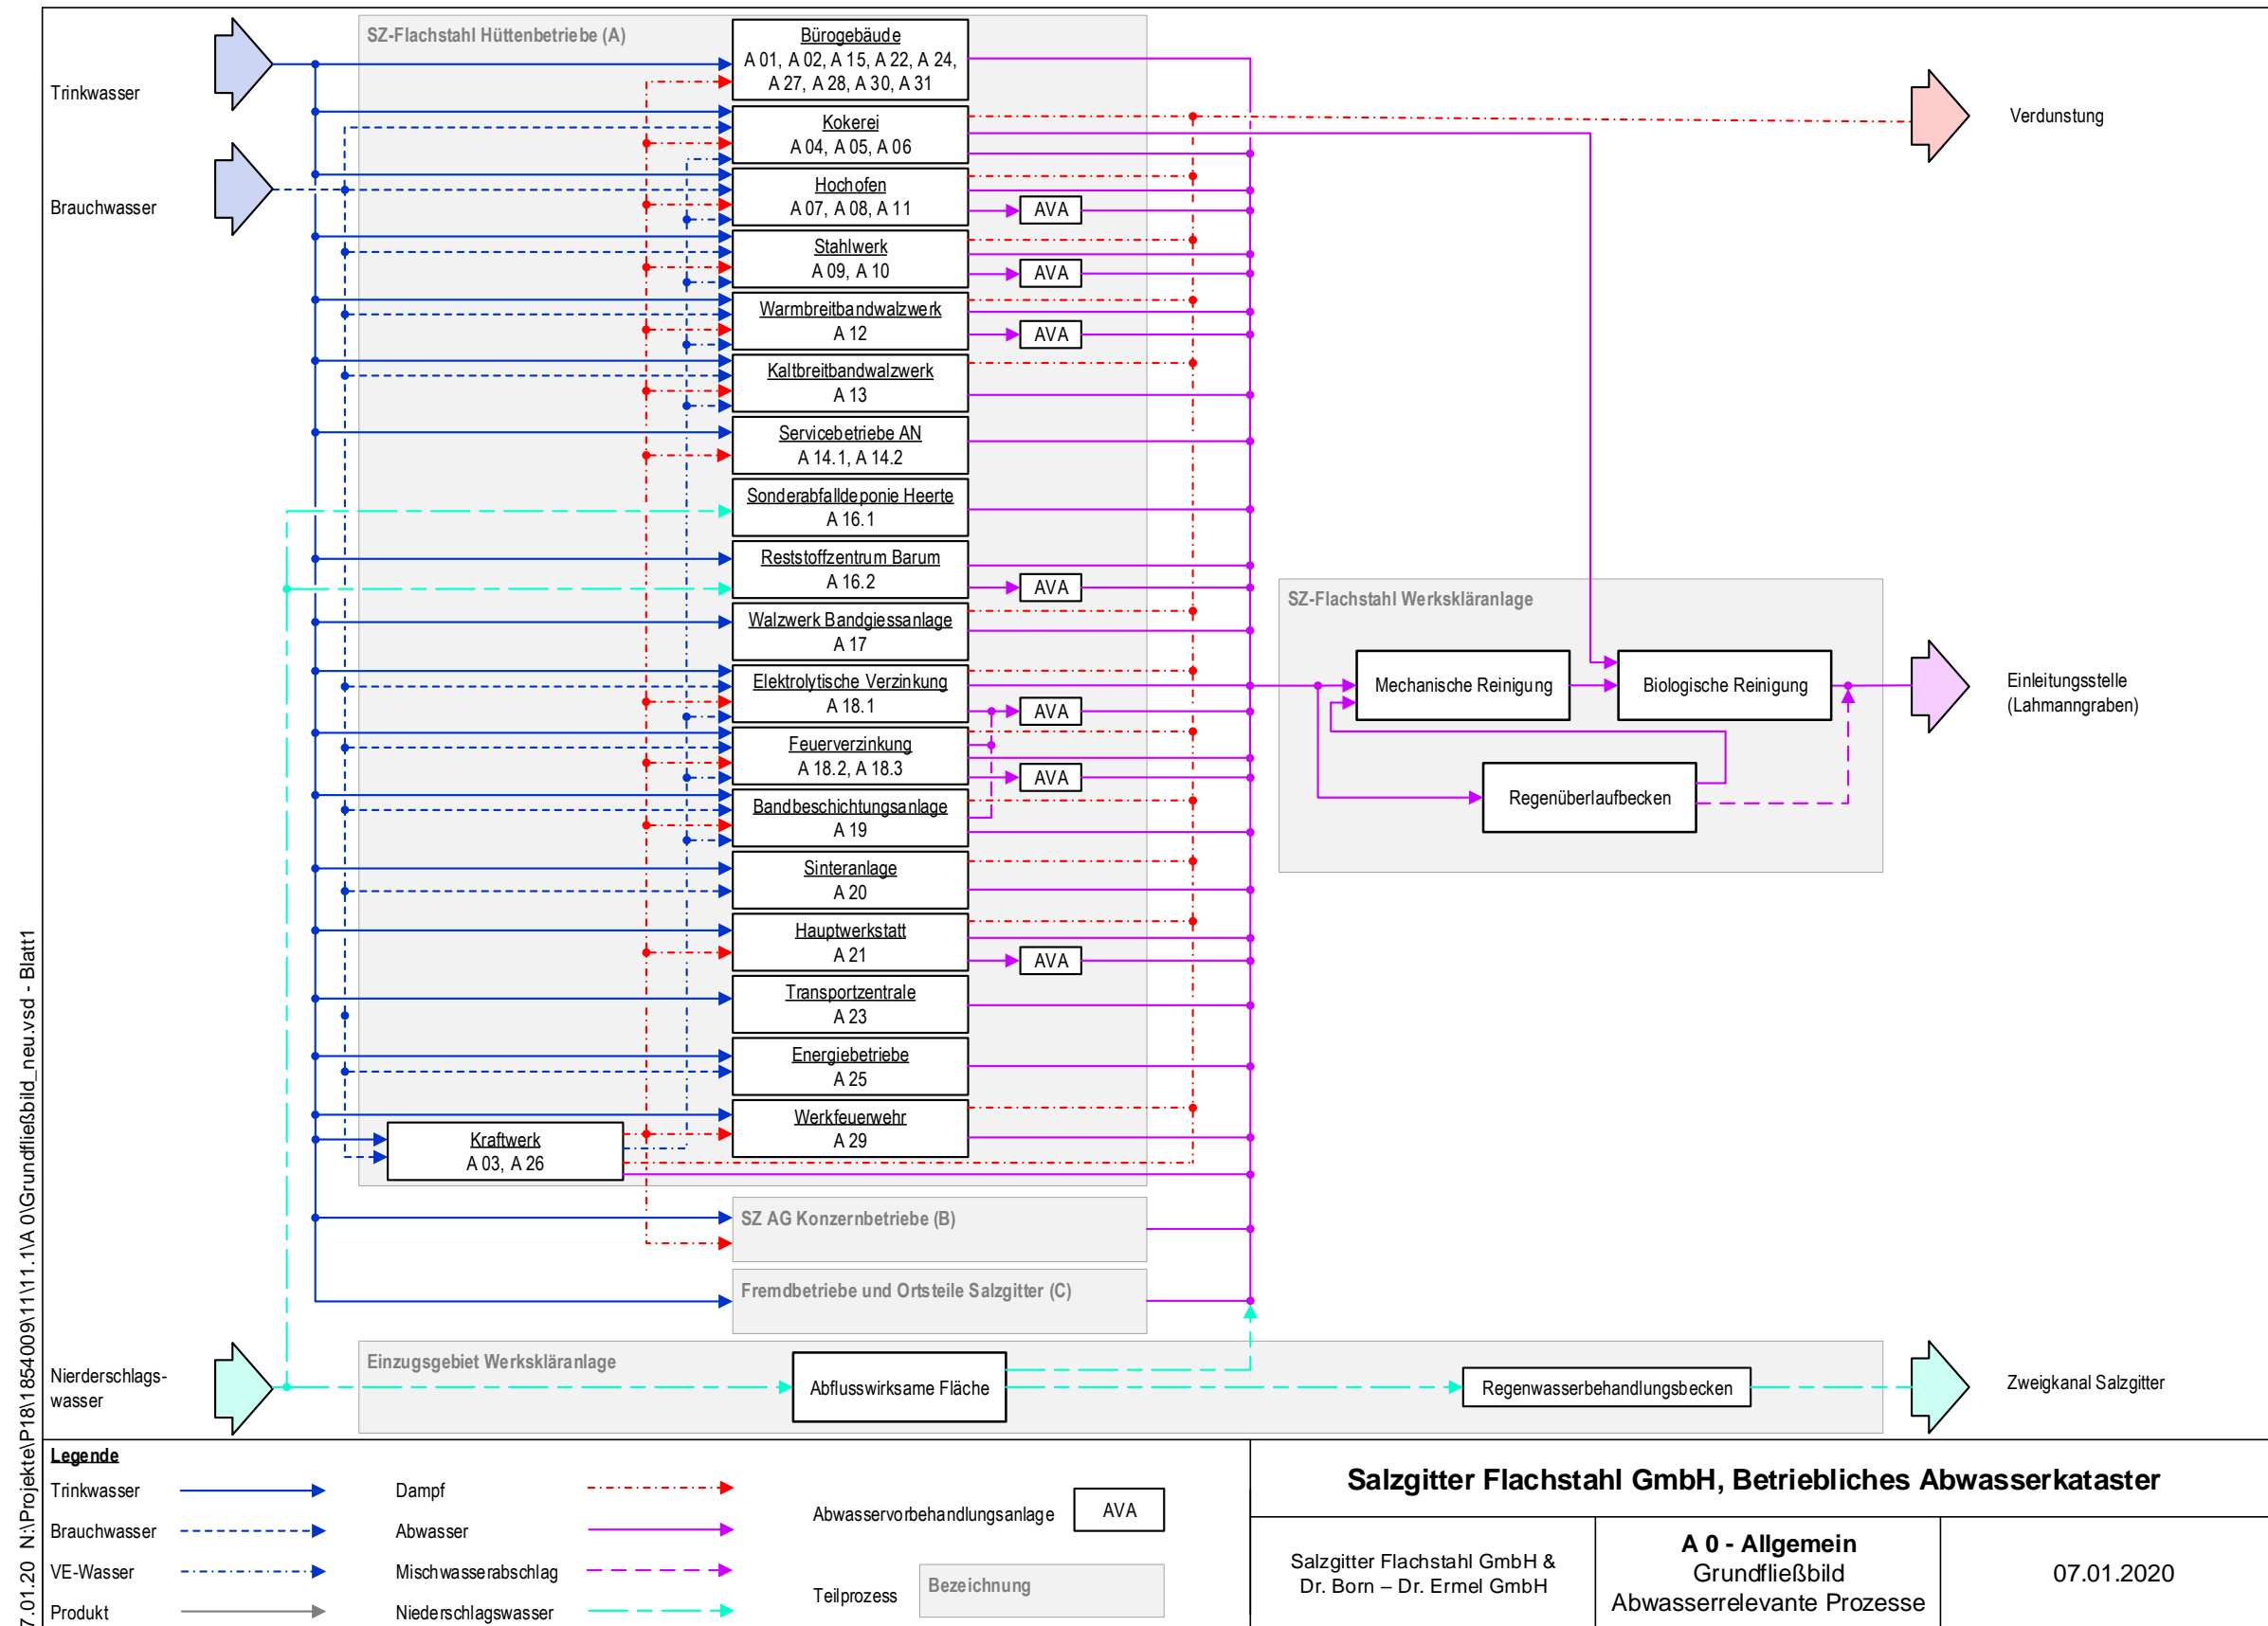 SZ-Flachstahl Hüttenbetriebe (A)
Trinkwasser
Brauchwasser
Bürogebäude
A 01, A 02, A 15, A 22, A 24,
A 27, A 28, A 30, A 31
Kokerei
A 04, A 05, A 06
Hochofen
A 07, A 08, A 11
AVA
Stahlwerk
A 09, A 10
AVA
Warmbreitbandwalzwerk
A 12
AVA
Kaltbreitbandwalzwerk
A 13
Servicebetriebe AN
A 14.1, A 14.2
Sonderabfalldeponie Heerte
A 16.1
Reststoffzentrum Barum
A 16.2
AVA
Walzwerk Bandgiessanlage
A 17
Elektrolytische Verzinkung
A 18.1
AVA
Feuerverzinkung
A 18.2, A 18.3
AVA
Bandbeschichtungsanlage
A 19
Sinteranlage
A 20
Hauptwerkstatt
A 21
AVA
Transportzentrale
A 23
Energiebetriebe
A 25
Werkfeuerwehr
A 29
Kraftwerk
A 03, A 26
SZ AG Konzernbetriebe (B)
Fremdbetriebe und Ortsteile Salzgitter (C)
Verdunstung
SZ-Flachstahl Werkskläranlage
Mechanische Reinigung
Biologische Reinigung
Regenüberlaufbecken
Einleitungsstelle
(Lahmanngraben)
Nierderschlags-
wasser
Einzugsgebiet Werkskläranlage
Abflusswirksame Fläche
Regenwasserbehandlungsbecken
Zweigkanal Salzgitter
Legende
Trinkwasser
Brauchwasser
VE-Wasser
Produkt
Dampf
Abwasser
Mischwasserabschlag
Niederschlagswasser
Abwasservorbehandlungsanlage
AVA
Teilprozess
Bezeichnung
Salzgitter Flachstahl GmbH, Betriebliches Abwasserkataster
Salzgitter Flachstahl GmbH &
Dr. Born – Dr. Ermel GmbH
A 0 - Allgemein
Grundfließbild
Abwasserrelevante Prozesse
07.01.2020
7.01.20 N:\Projekte\P18\1854009\11\11.1\A 0\Grundfließbild_neu.vsd - Blatt1